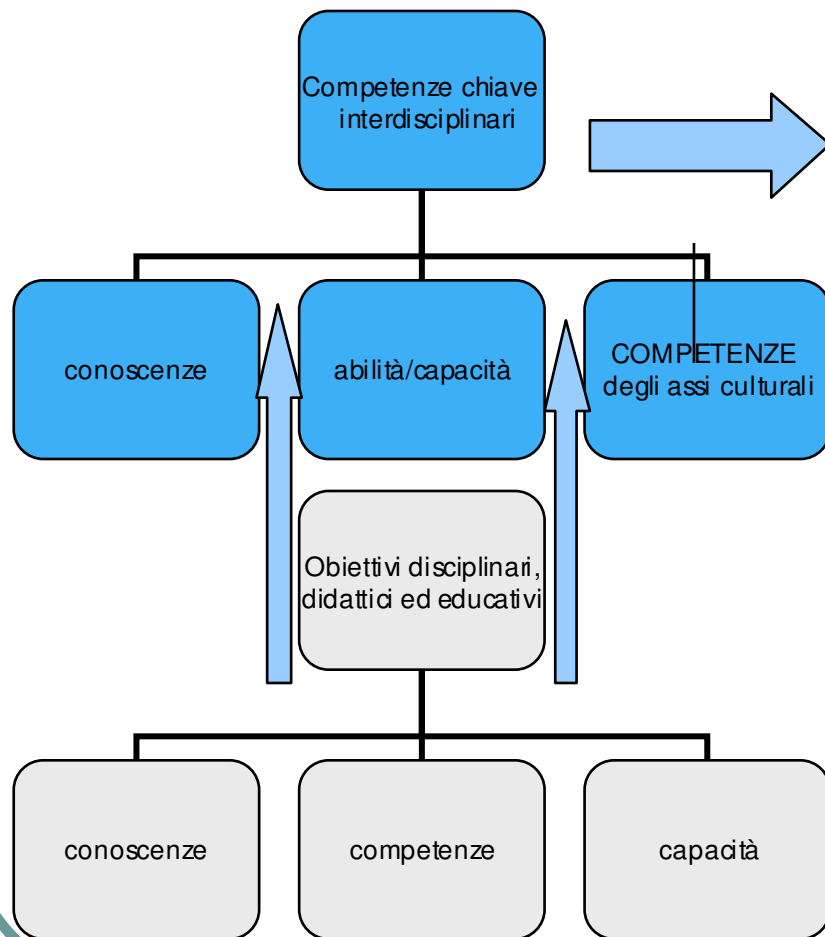 Competenze chiave
interdisciplinari
conoscenze
abilità/capacità
COMPETENZE
degli assi culturali
Obiettivi disciplinari,
didattici ed educativi
conoscenze
competenze
capacità